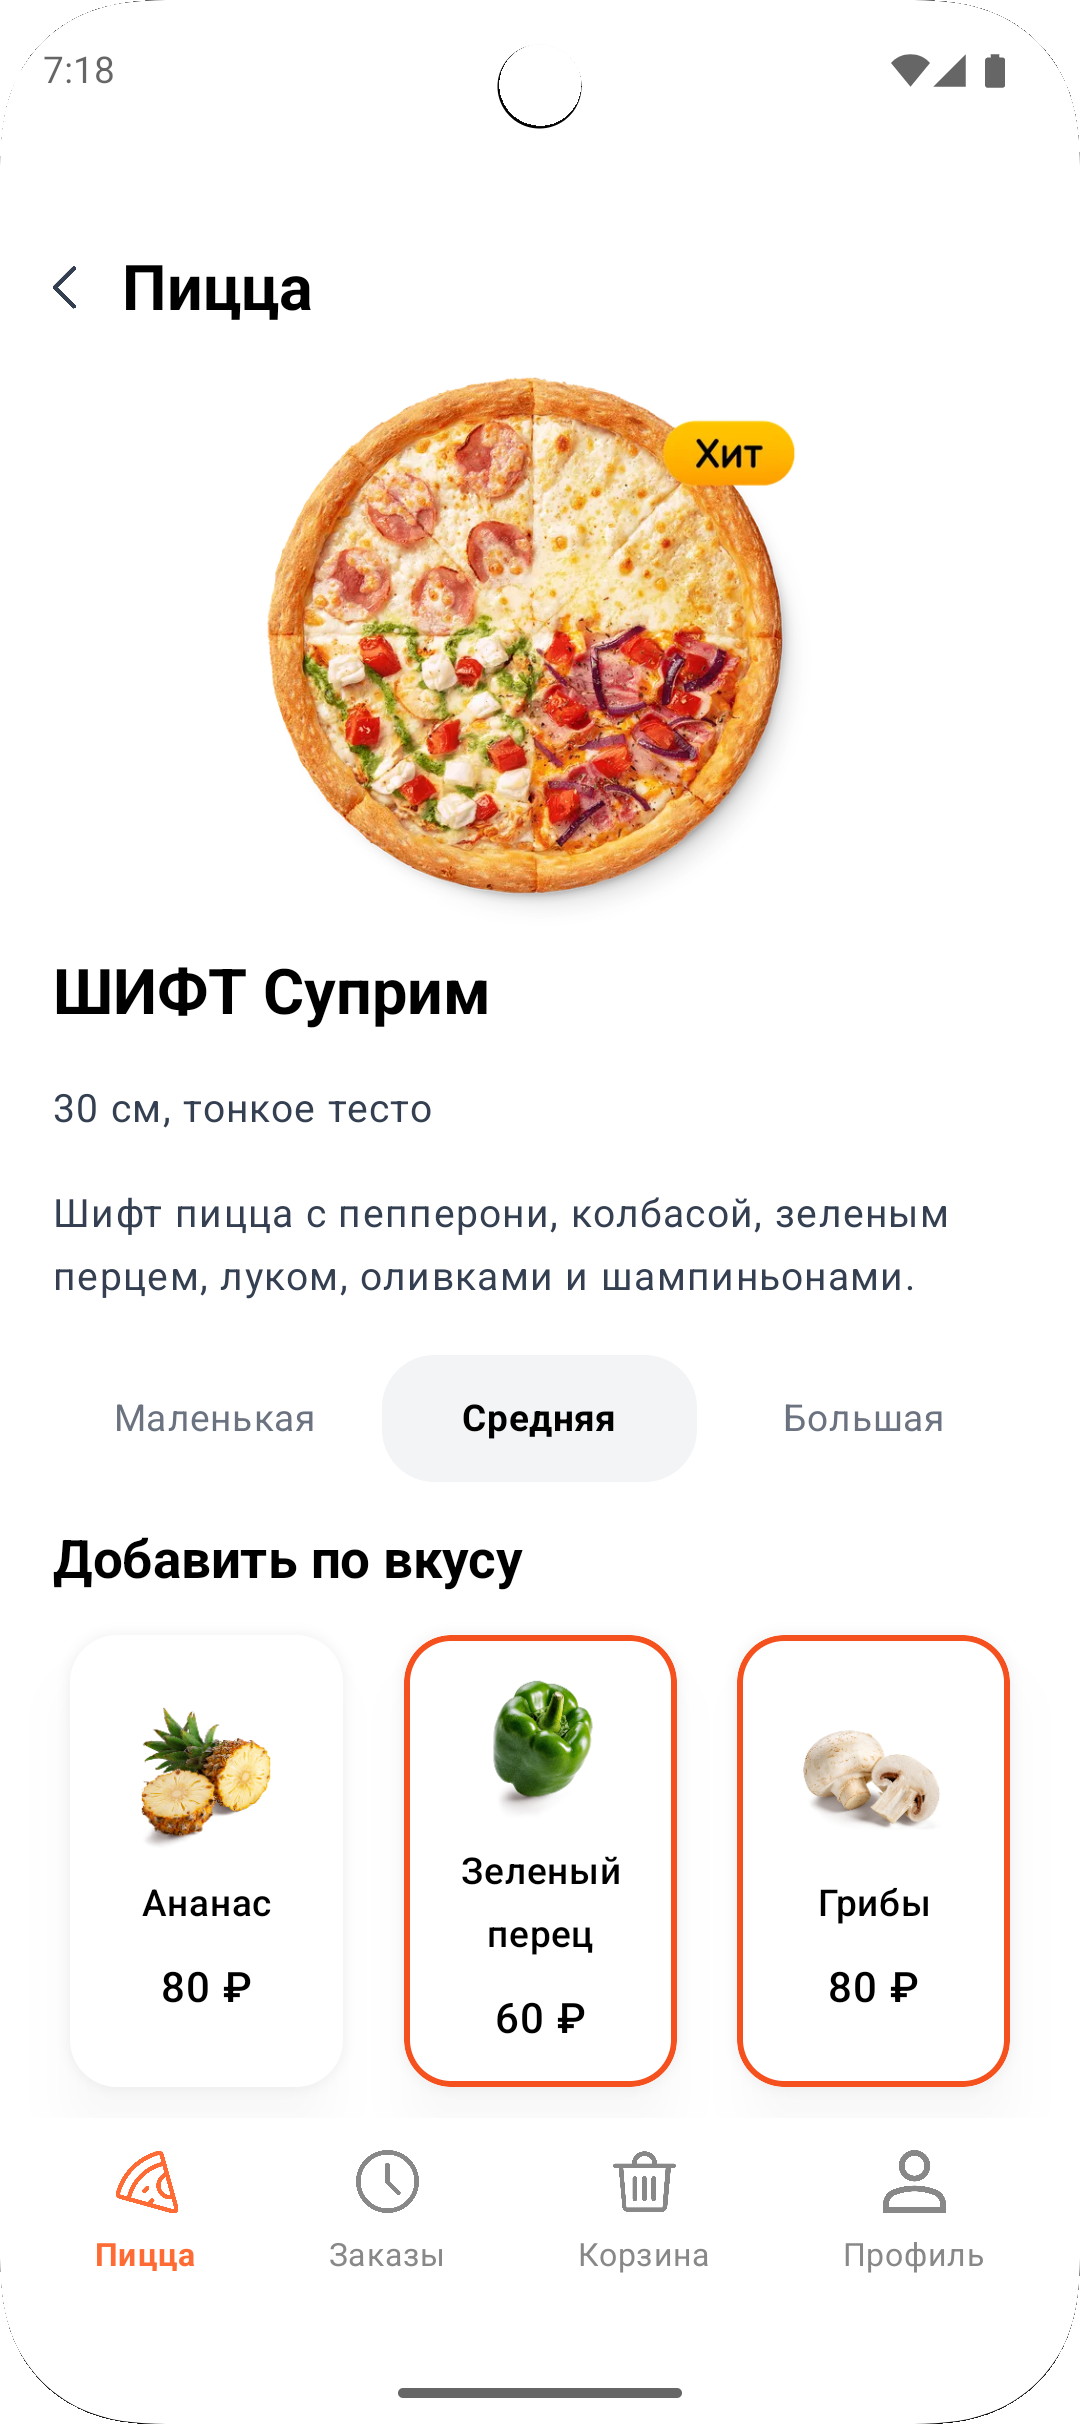 7:18
Пицца
Хит
ШИФТ Суприм
30 см, тонкое тесто
Шифт пицца с пепперони, колбасой, зеленым
перцем, луком, оливками и шампиньонами.
Маленькая
Средняя
Большая
Добавить по вкусу
Ананас
80 ₽
Зеленый
перец
60 ₽
Грибы
80 ₽
Пицца
Заказы
Корзина
Профиль